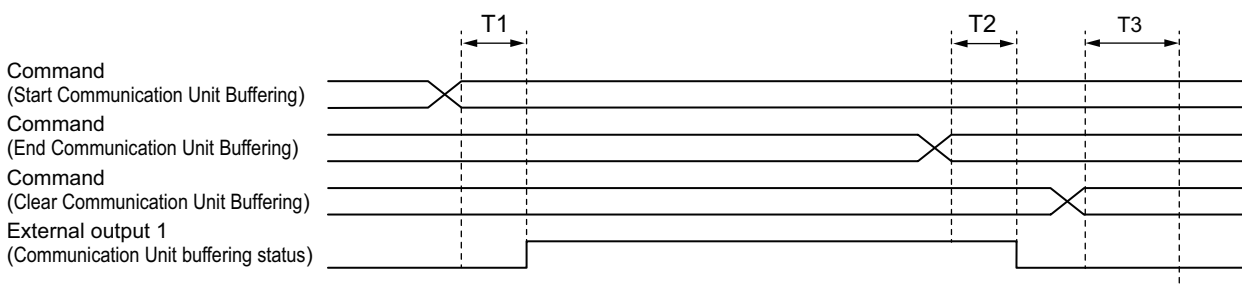 T1 T2 T3
Command
(Start Communication Unit Buffering)
Command
(End Communication Unit Buffering)
Command
(Clear Communication Unit Buffering)
External output 1
(Communication Unit buffering status)